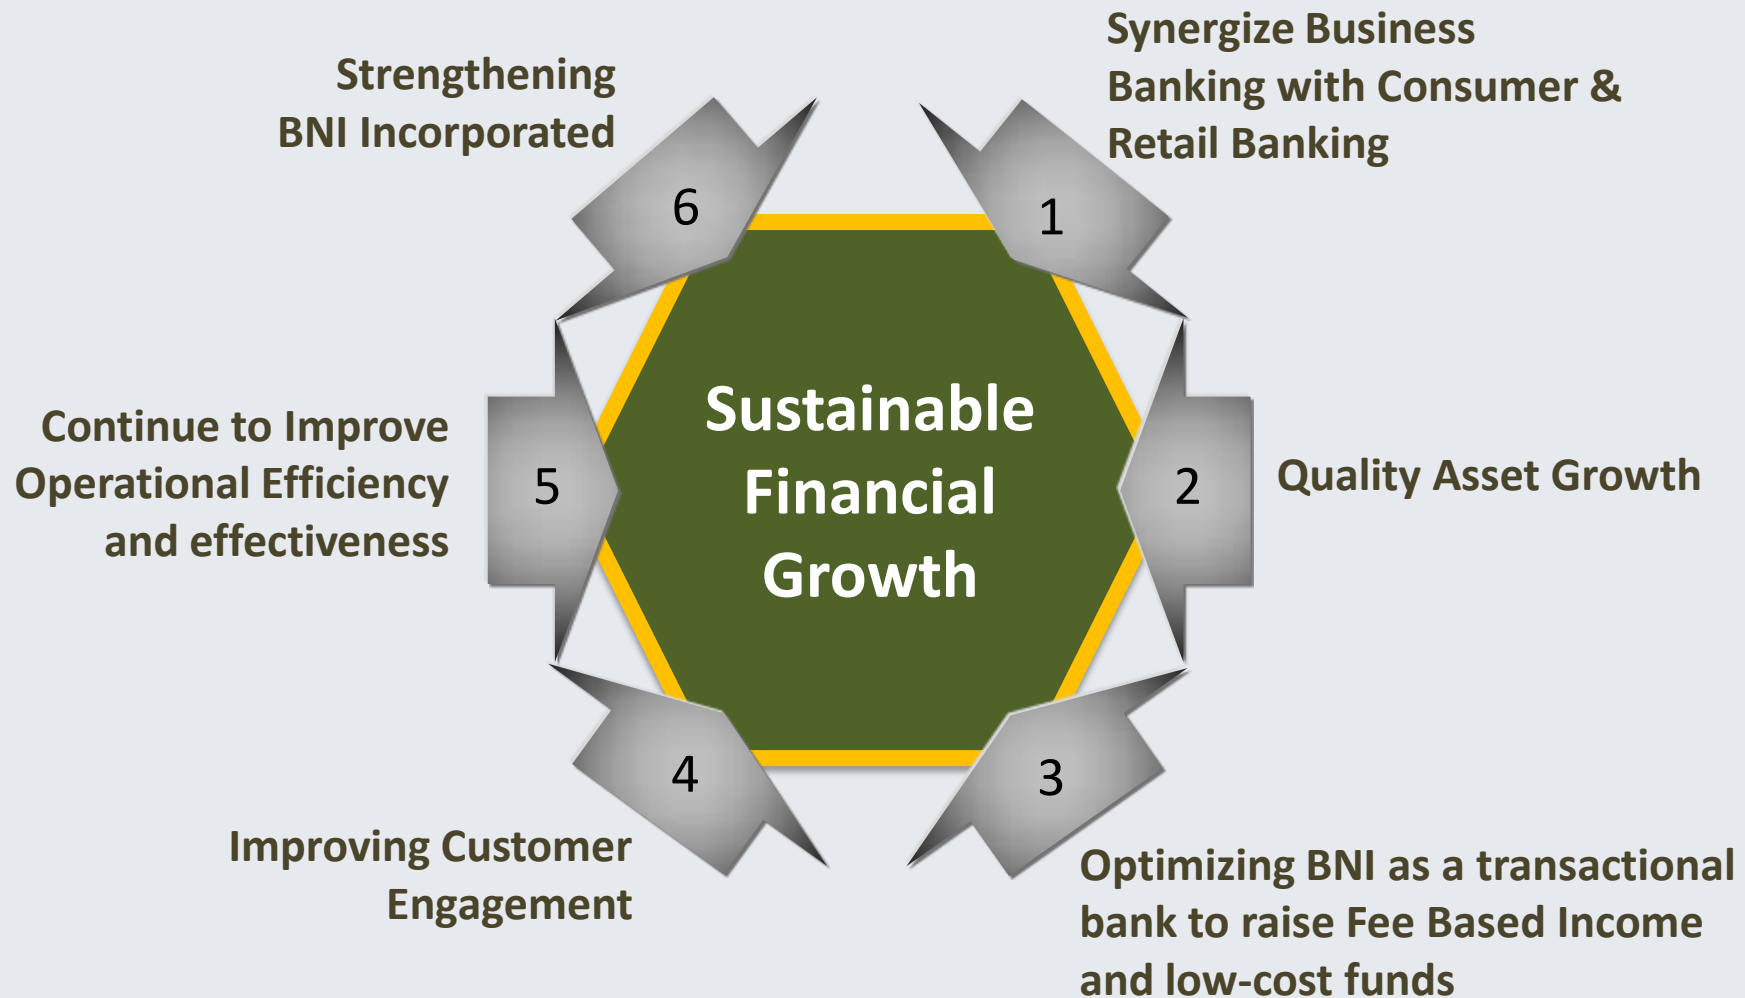 Synergize Business
Banking with Consumer &
Retail Banking
1
Quality Asset Growth
2
Optimizing BNI as a transactional
bank to raise Fee Based Income
and low-cost funds
3
Improving Customer
Engagement
4
Continue to Improve
Operational Efficiency
and effectiveness
5
Strengthening
BNI Incorporated
6
Sustainable
Financial
Growth